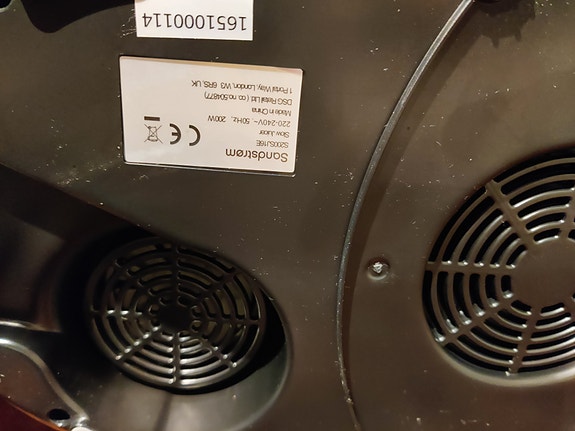 Sandstrøm
S200SJ16E
Slow Juicer
220-240V~ 50Hz, 200W
Made in China
DSG Retail Ltd (co.no.504877)
1 Portal Way, London, W3 6RS, UK
CE
1651000114